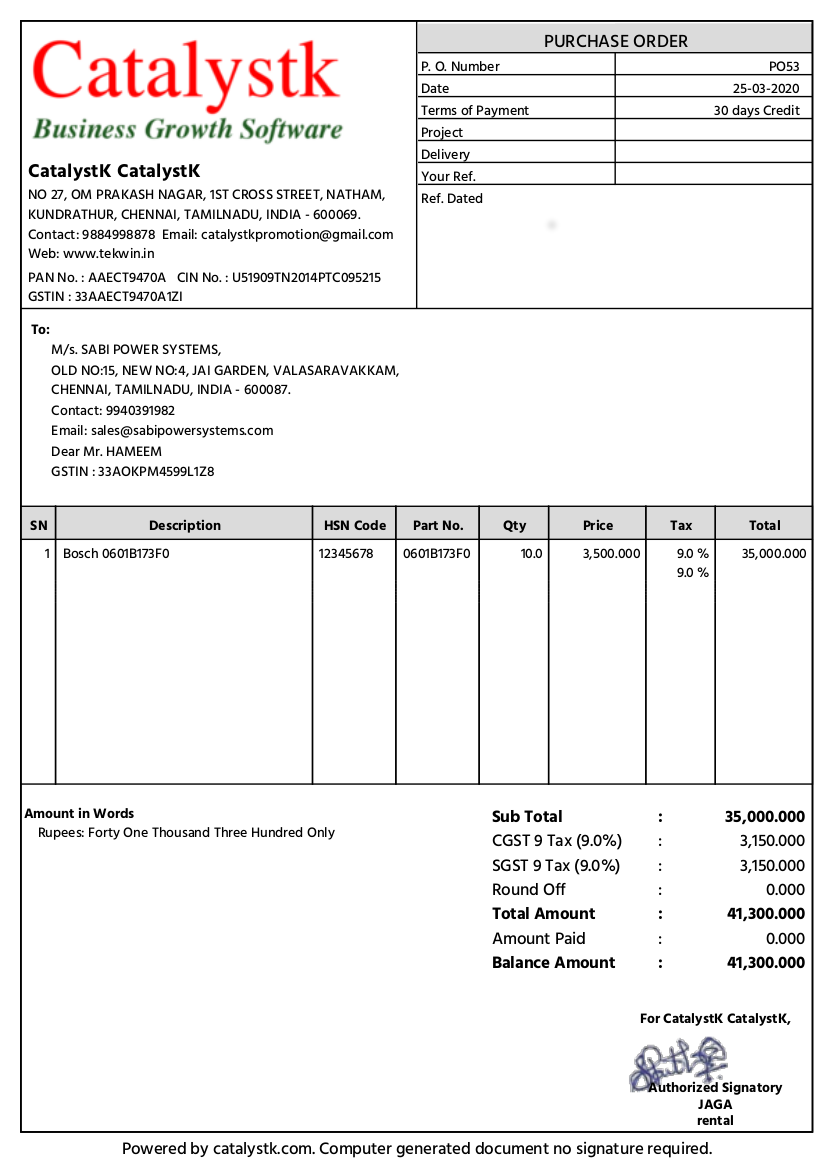 Catalystk
Business Growth Software
CatalystK CatalystK
NO 27, OM PRAKASH NAGAR, 1ST CROSS STREET, NATHAM,
KUNDRATHUR, CHENNAI, TAMILNADU, INDIA - 600069.
Contact: 9884998878 Email: catalystkpromotion@gmail.com
Web: www.tekwin.in
PAN No. : AAECT9470A CIN No. : U51909TN2014PTC095215
GSTIN : 33AAECT9470A1ZI
PURCHASE ORDER
P. O. Number PO53
Date 25-03-2020
Terms of Payment 30 days Credit
Project
Delivery
Your Ref.
Ref. Dated
To:
M/s. SABI POWER SYSTEMS,
OLD NO:15, NEW NO:4, JAI GARDEN, VALASARAVAKKAM,
CHENNAI, TAMILNADU, INDIA - 600087.
Contact: 9940391982
Email: sales@sabipowersystems.com
Dear Mr. HAMEEM
GSTIN : 33AOKPM4599L1Z8
SN Description HSN Code Part No. Qty Price Tax Total
1 Bosch 0601B173F0 12345678 0601B173F0 10.0 3,500.000 9.0 % 35,000.000
9.0 %
Amount in Words
Rupees: Forty One Thousand Three Hundred Only
Sub Total : 35,000.000
CGST 9 Tax (9.0%) : 3,150.000
SGST 9 Tax (9.0%) : 3,150.000
Round Off : 0.000
Total Amount : 41,300.000
Amount Paid : 0.000
Balance Amount : 41,300.000
For CatalystK CatalystK,
Authorized Signatory
JAGA
rental
Powered by catalystk.com. Computer generated document no signature required.